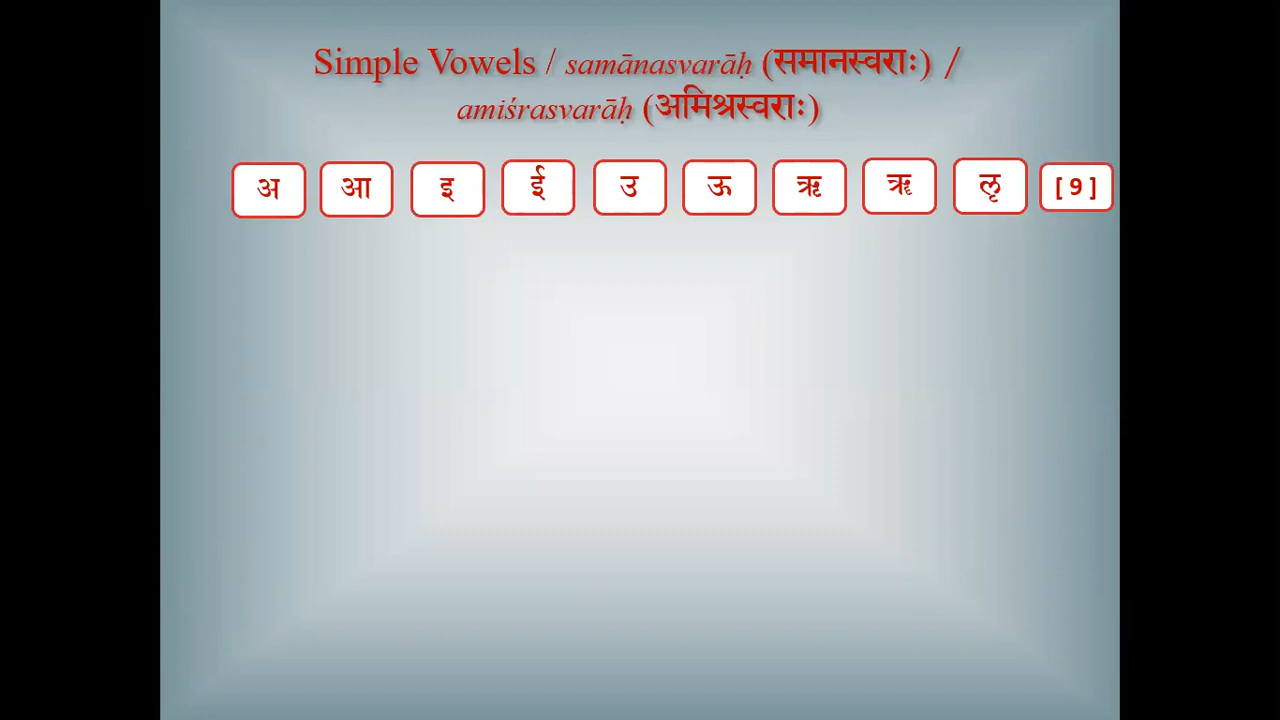 Simple Vowels / samānasvarāḥ (समानस्वराः) /
amiśrasvarāḥ (अमिश्रस्वराः)
अ आ इ ई उ ऊ ऋ ॠ ऌ [ 9 ]